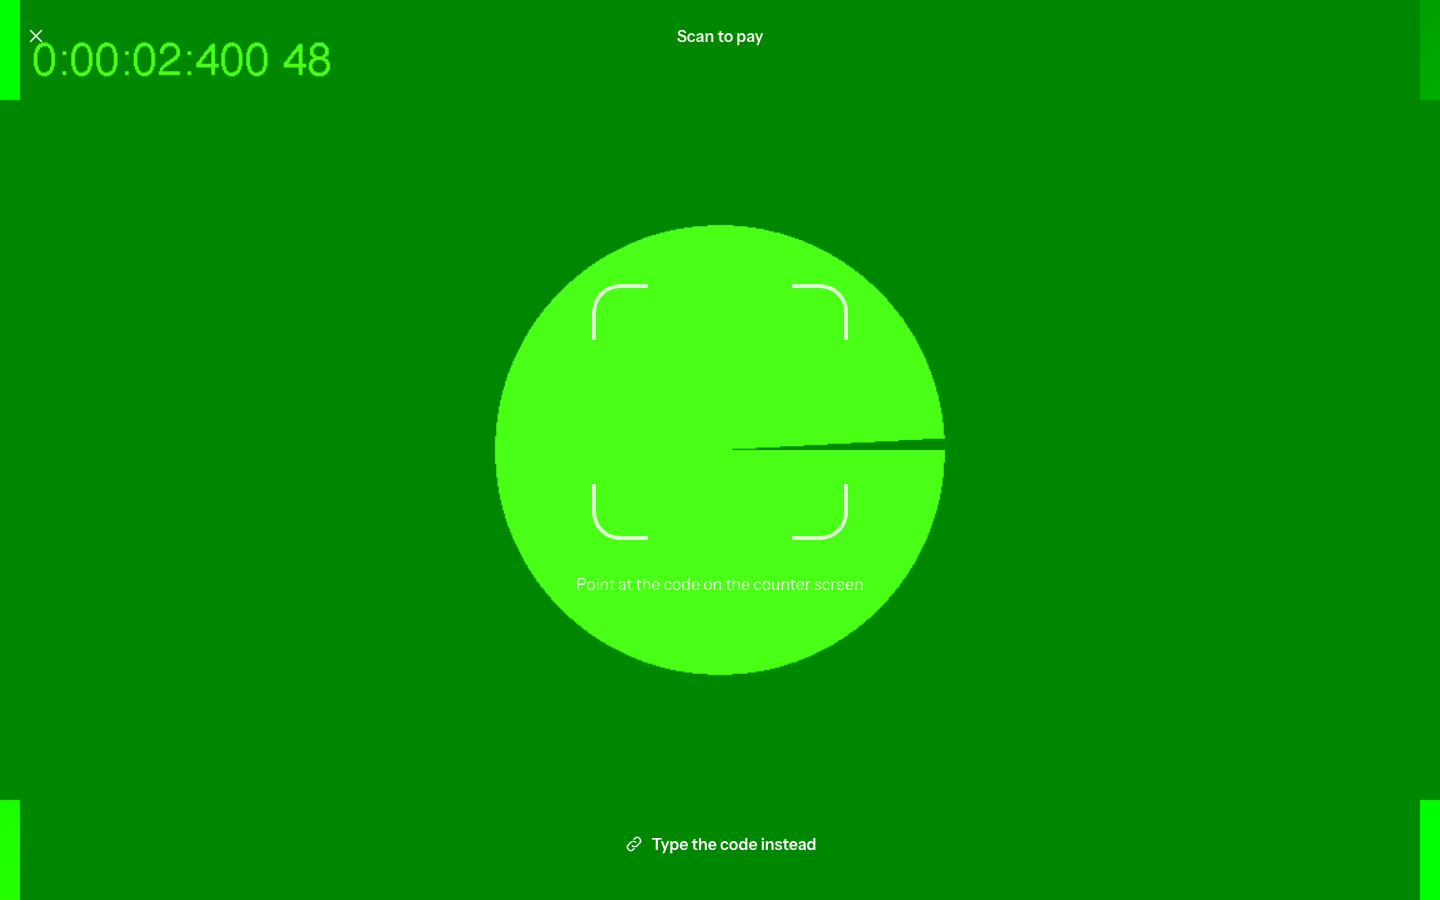 Scan to pay
0:00:02:400 48
Point at the code on the counter screen
Type the code instead